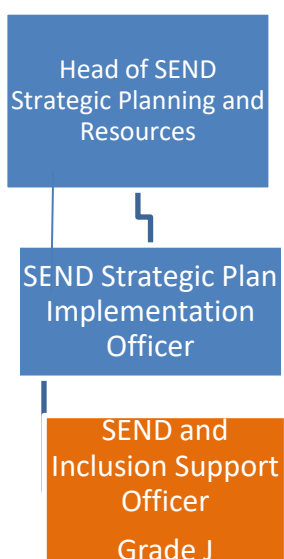 Head of SEND
Strategic Planning and
Resources
SEND Strategic Plan
Implementation
Officer
SEND and
Inclusion Support
Officer
Grade J